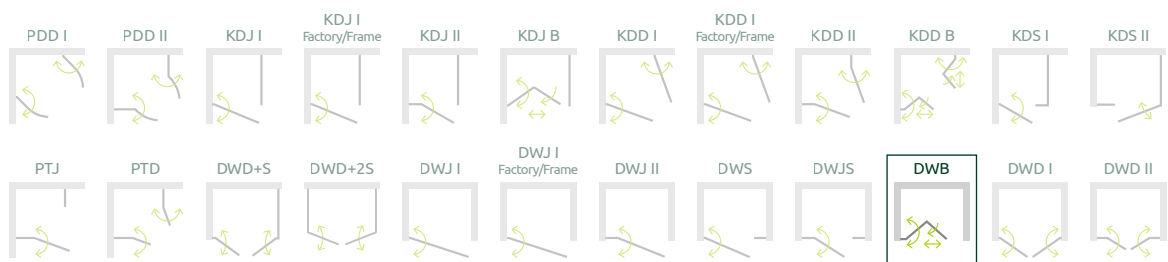 PDD I PDD II KDJ I KDJ I KDJ II KDJ B KDD I KDD I KDD II KDD B KDS I KDS II
Factory/Frame Factory/Frame
PTJ PTD DWD+S DWD+2S DWJ I DWJ I DWJ II DWS DWJS DWB DWD I DWD II
Factory/Frame